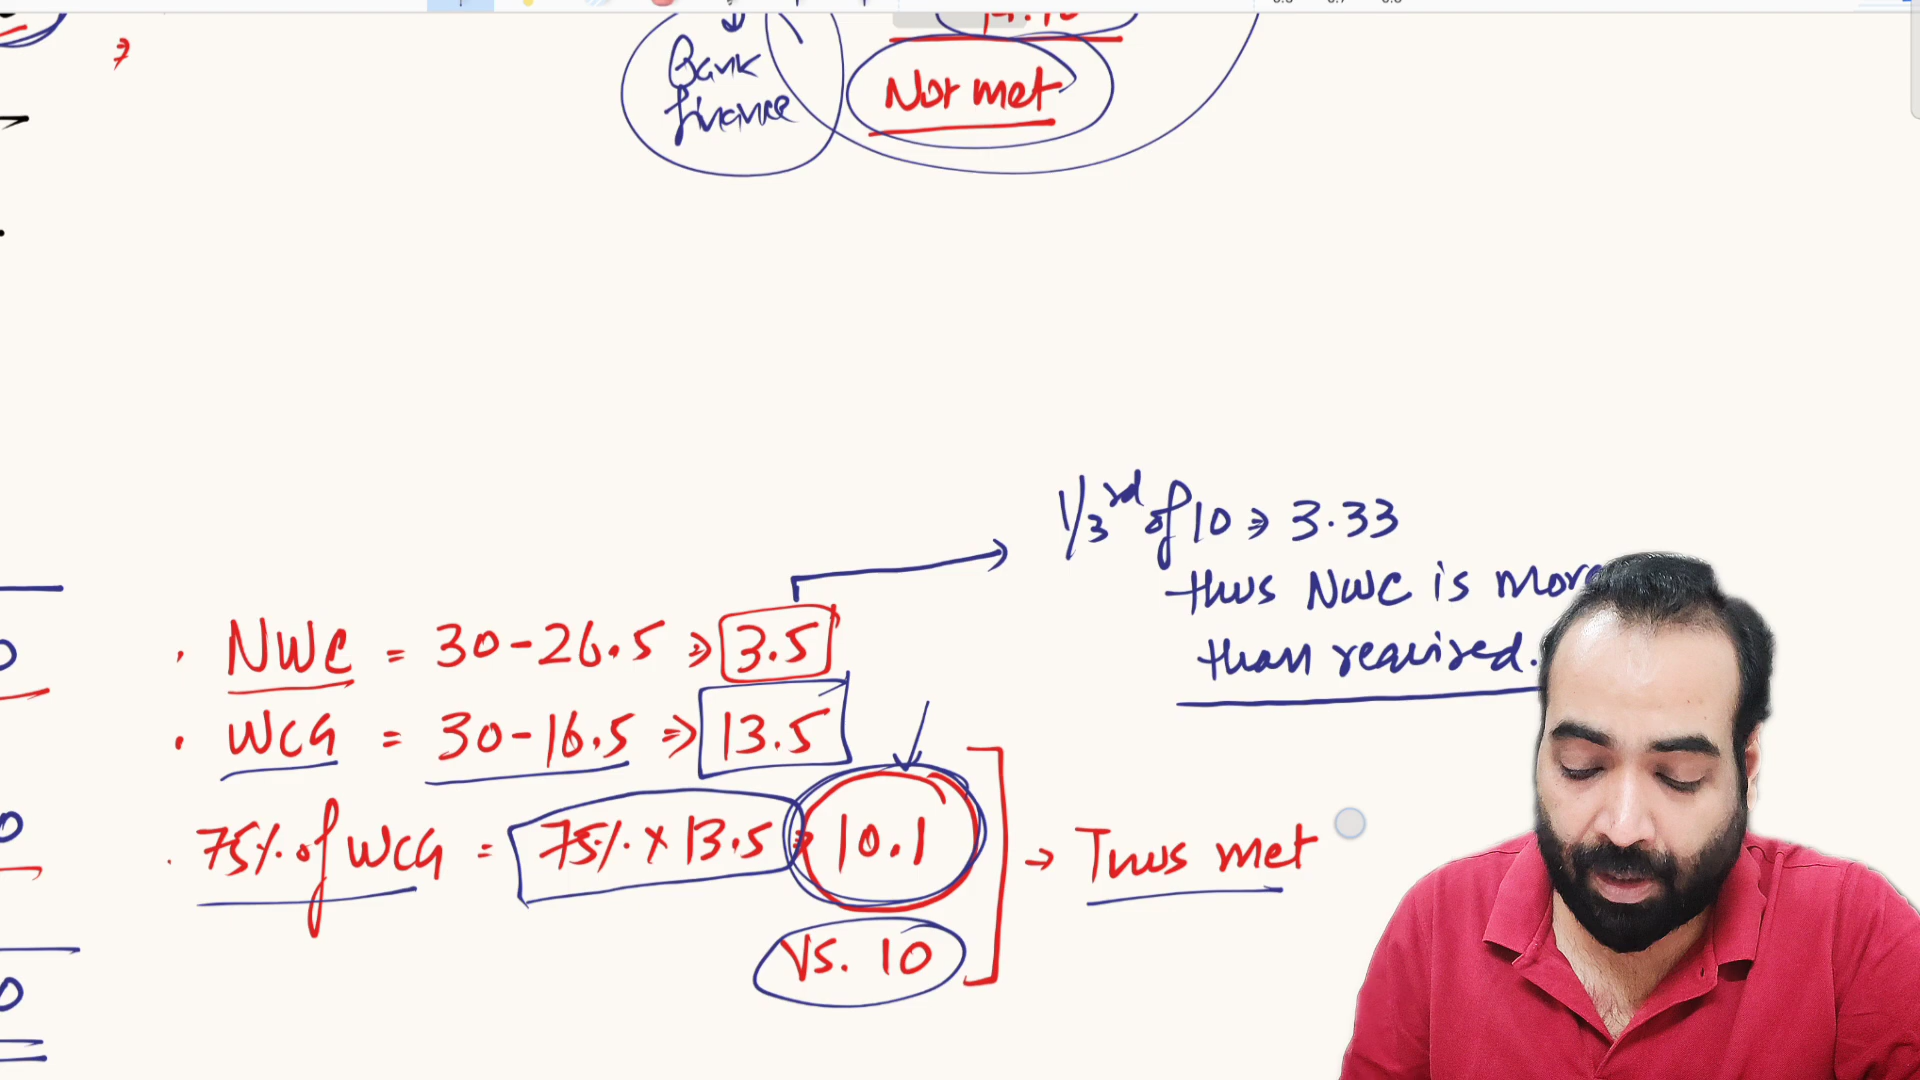 Bank
finance
Not met
1/3rd of 10 ⇒ 3.33
thus NWC is more
than required.
· NWC = 30-26.5 ⇒ 3.5
· WCG = 30-16.5 ⇒ 13.5
· 75% of WCG = 75% × 13.5 ⇒ 10.1 → Thus met
Vs. 10